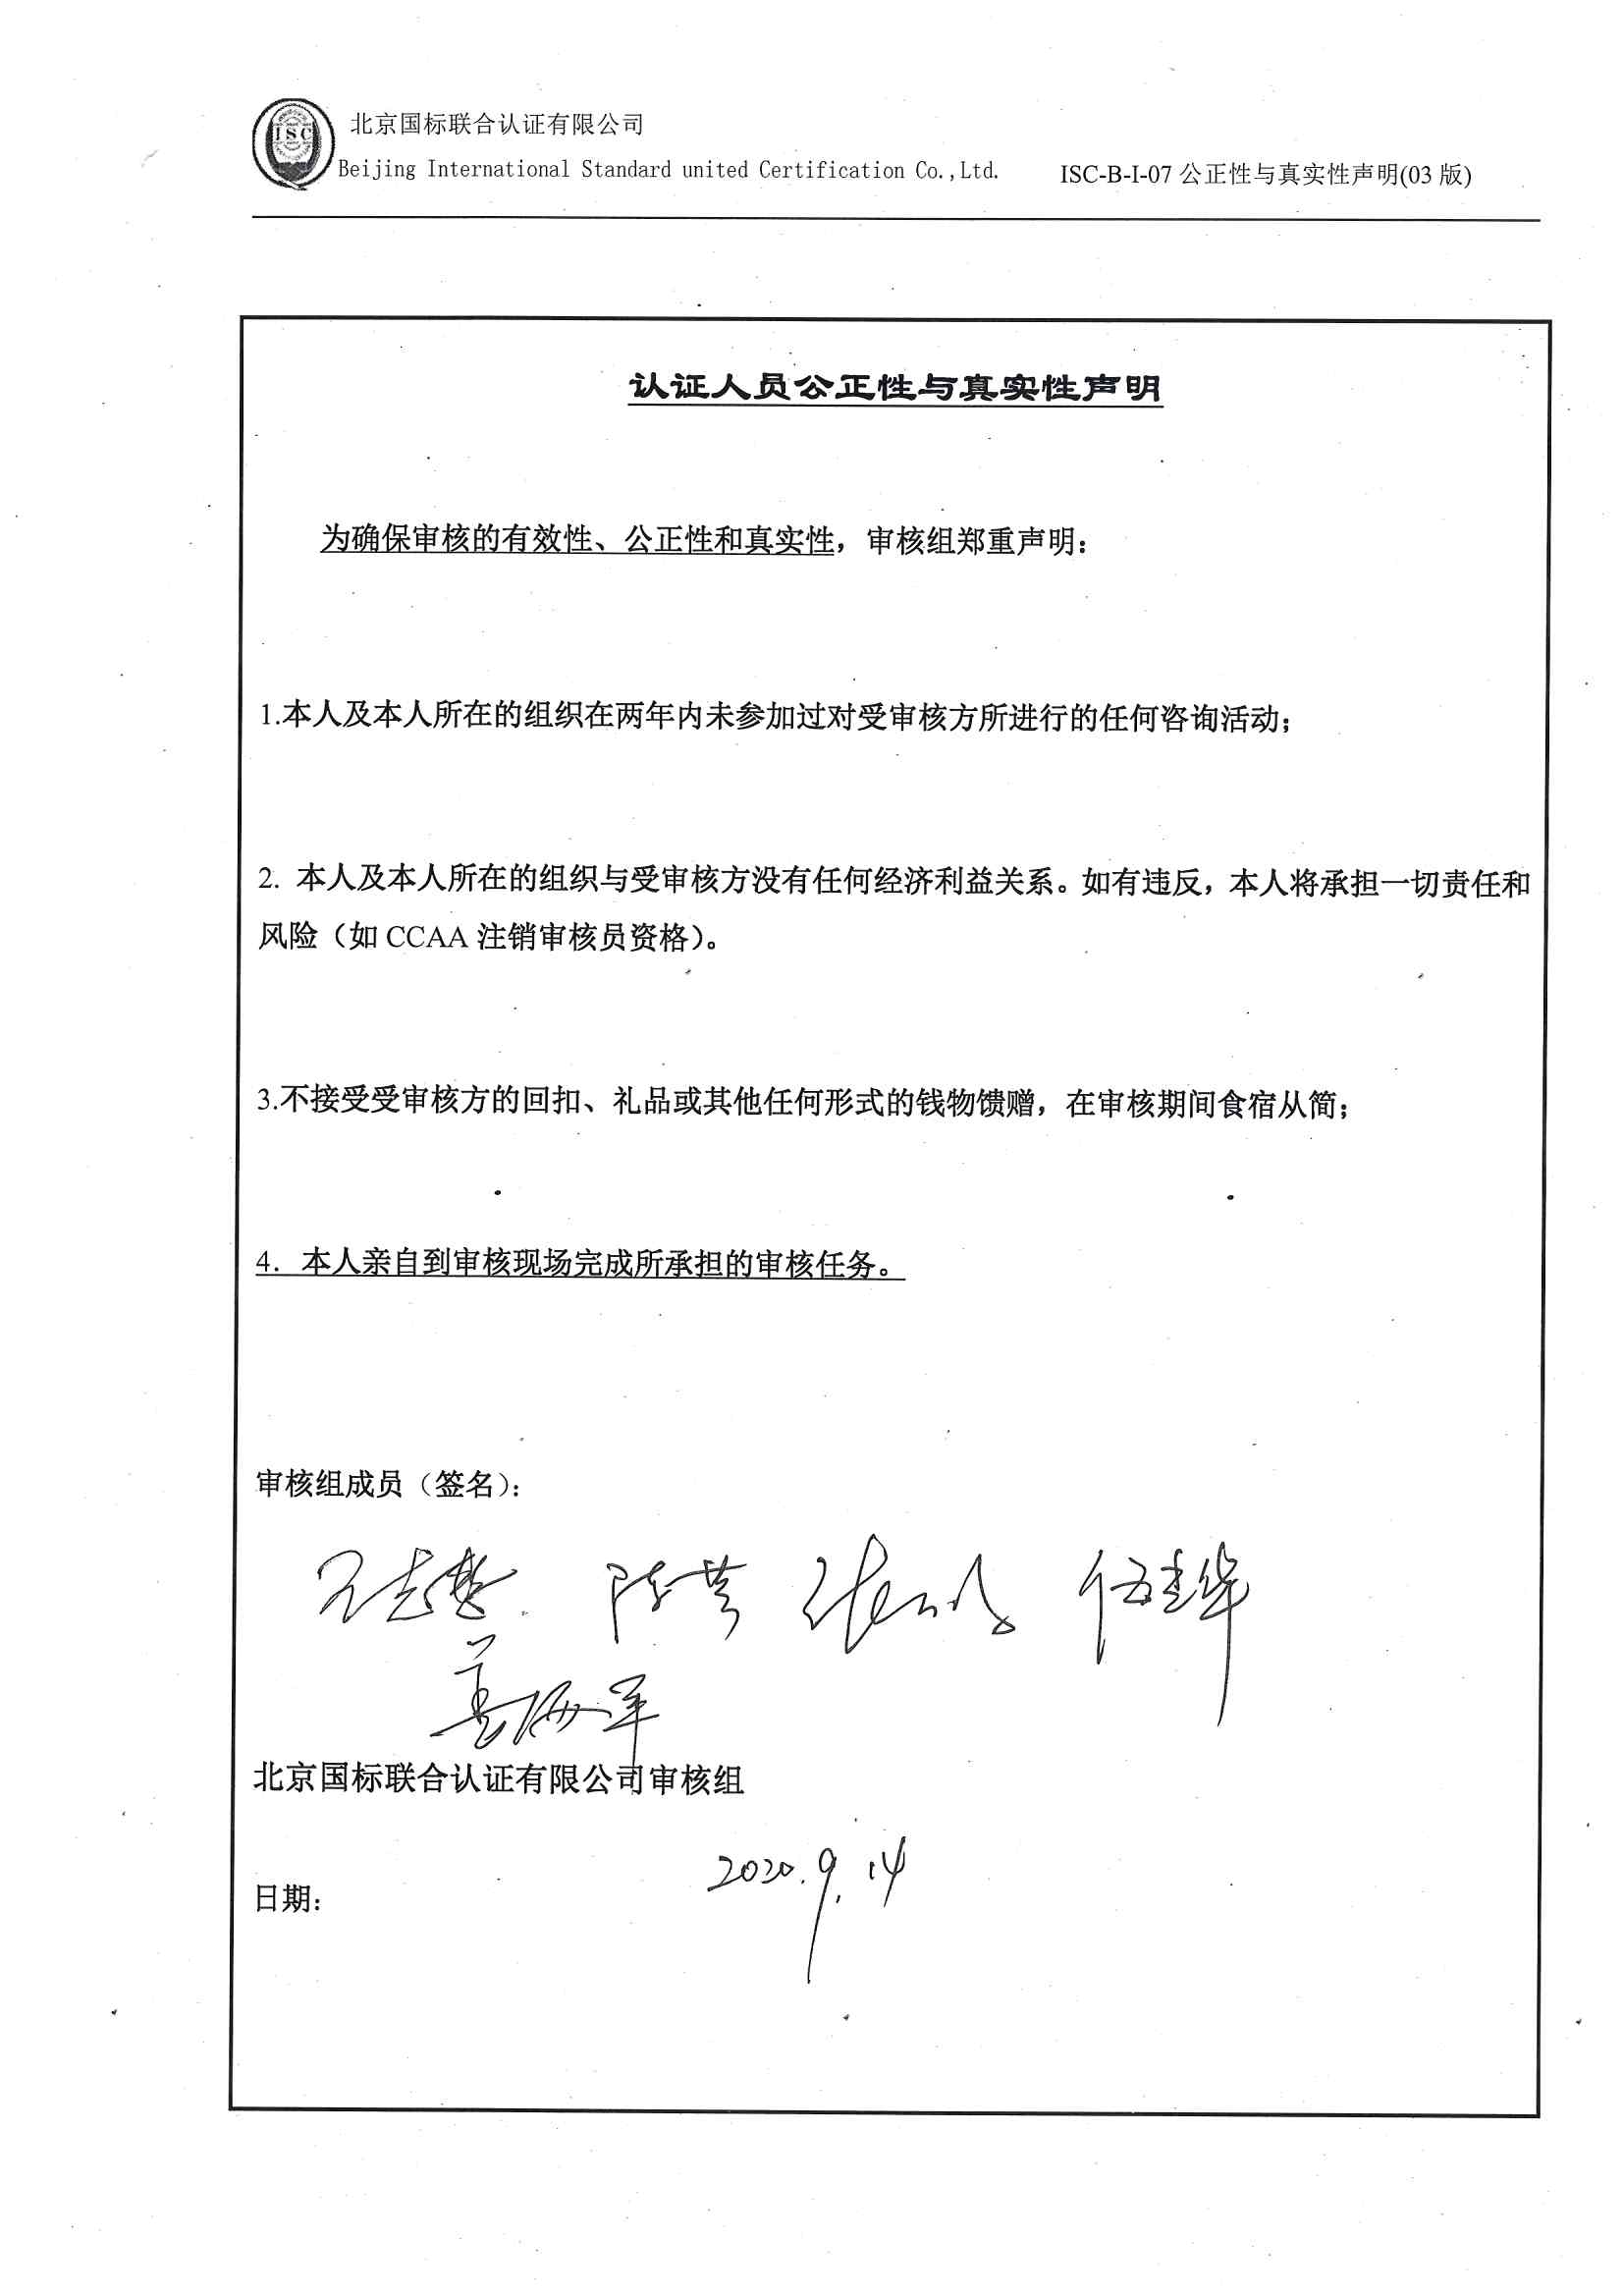 ISC
北京国标联合认证有限公司
Beijing International Standard united Certification Co.,Ltd. ISC-B-I-07 公正性与真实性声明(03 版)
认证人员公正性与真实性声明
为确保审核的有效性、公正性和真实性，审核组郑重声明：
1.本人及本人所在的组织在两年内未参加过对受审核方所进行的任何咨询活动；
2. 本人及本人所在的组织与受审核方没有任何经济利益关系。如有违反，本人将承担一切责任和
风险（如 CCAA 注销审核员资格）。
3.不接受受审核方的回扣、礼品或其他任何形式的钱物馈赠，在审核期间食宿从简；
4. 本人亲自到审核现场完成所承担的审核任务。
审核组成员（签名）：
伍建华
姜海军
北京国标联合认证有限公司审核组
日期： 2020.9.14